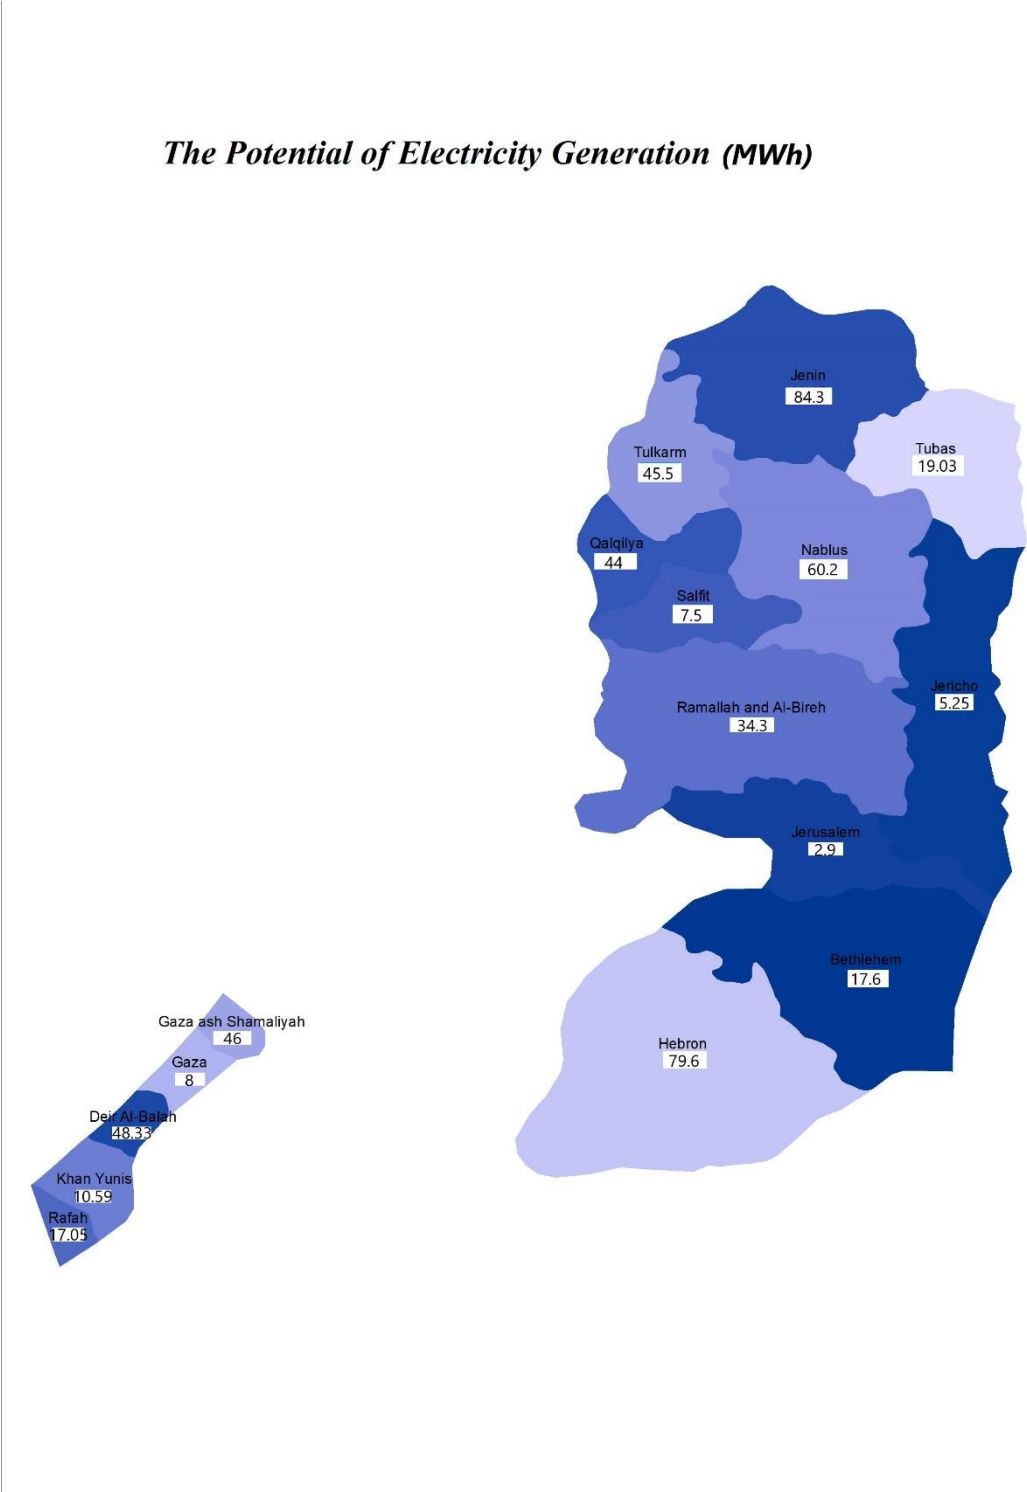 The Potential of Electricity Generation (MWh)
Jenin
84.3
Tubas
19.03
Tulkarm
45.5
Qalqilya
44
Nablus
60.2
Salfit
7.5
Jericho
5.25
Ramallah and Al-Bireh
34.3
Jerusalem
2.9
Bethlehem
17.6
Hebron
79.6
Gaza ash Shamaliyah
46
Gaza
8
Deir Al-Balah
48.33
Khan Yunis
10.59
Rafah
17.05